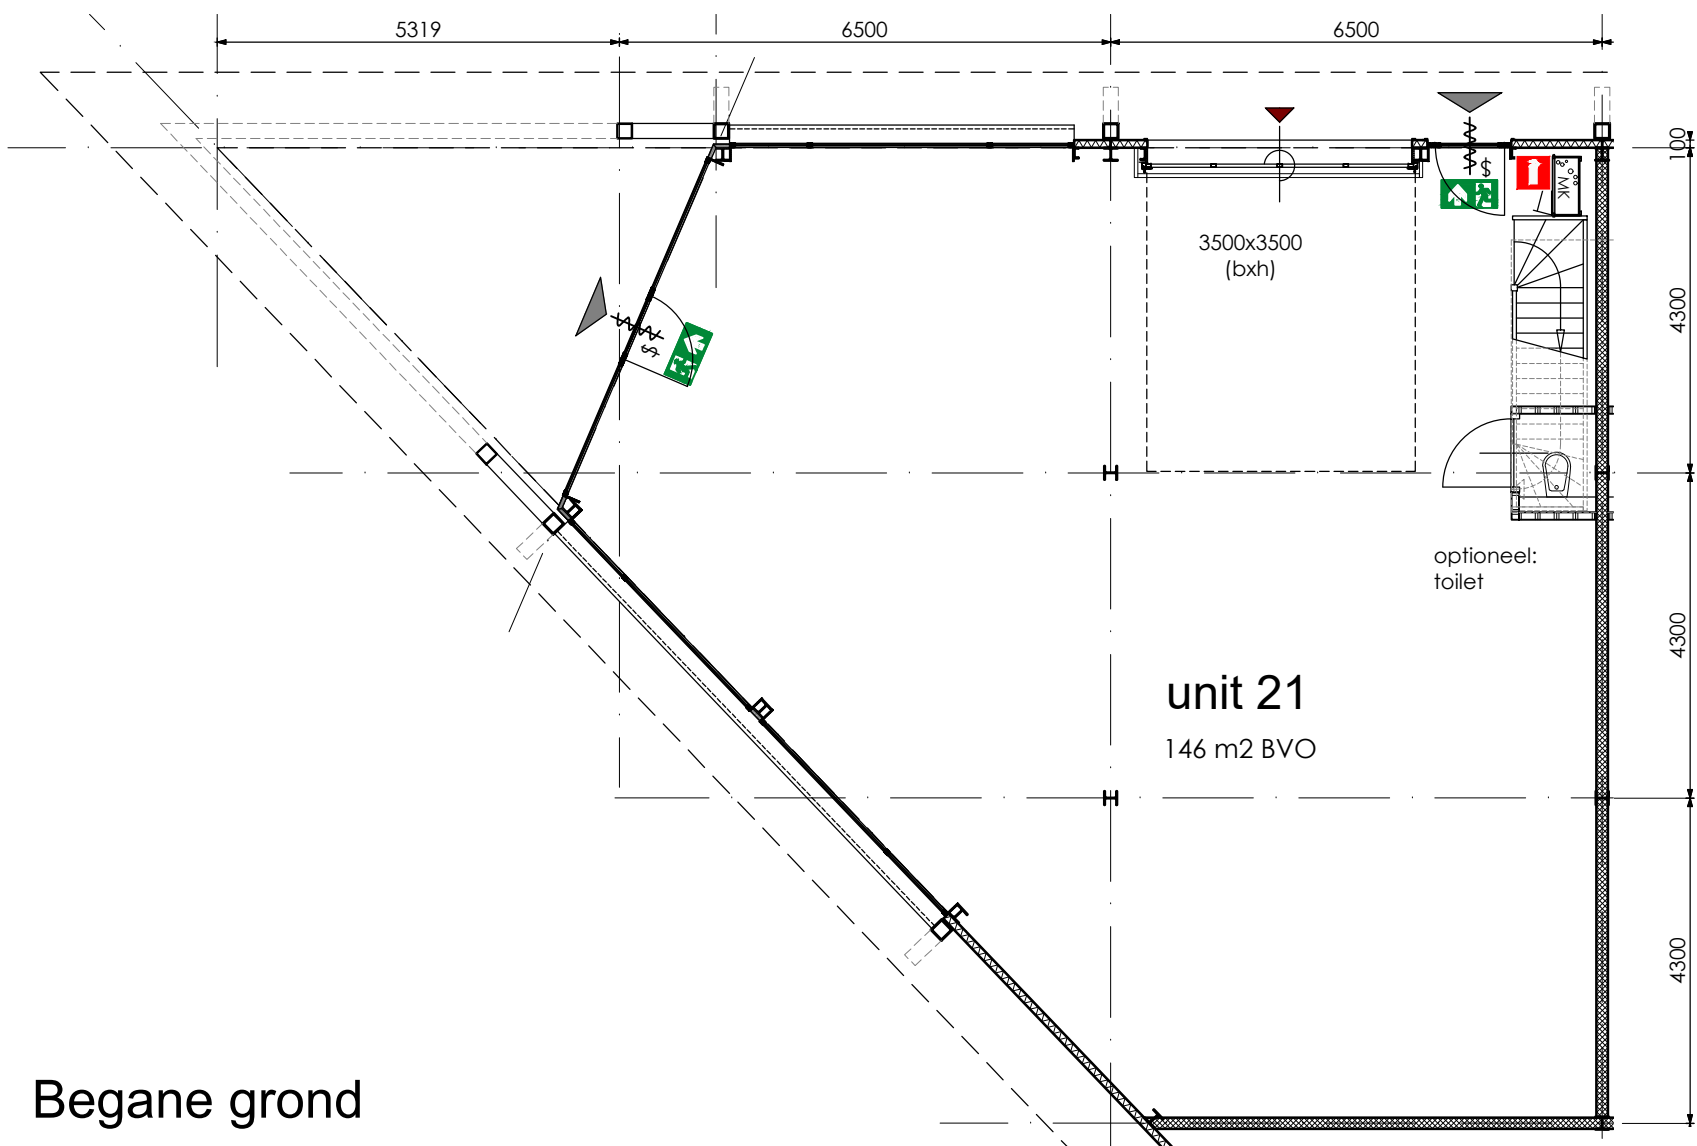 5319
6500
6500
100
$
MK
3500x3500
(bxh)
4300
$
optioneel:
toilet
4300
unit 21
146 m2 BVO
4300
Begane grond